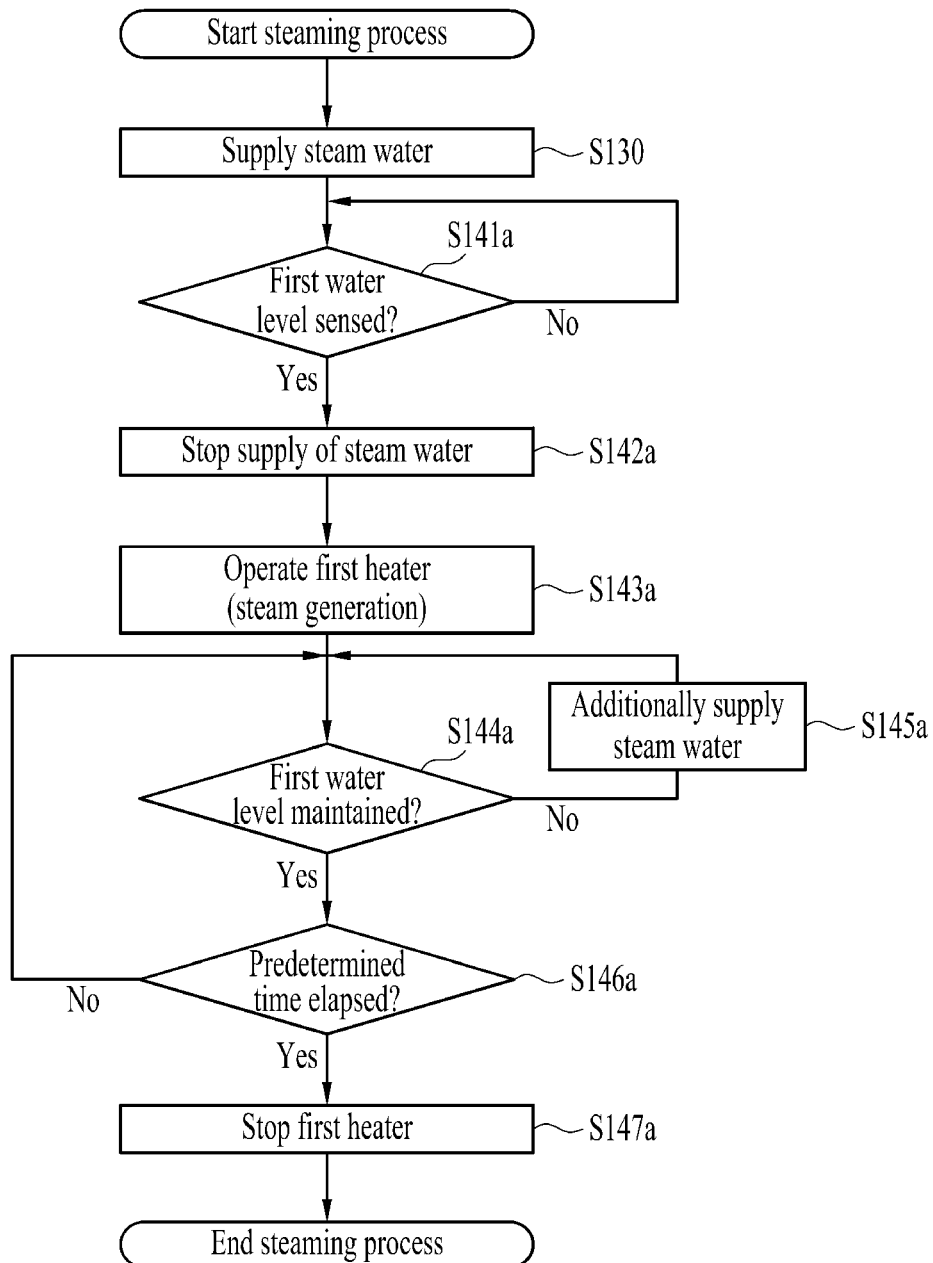 Start steaming process
Supply steam water
S130
S141a
First water
level sensed?
No
Yes
Stop supply of steam water
S142a
Operate first heater
(steam generation)
S143a
Additionally supply
steam water
S145a
S144a
First water
level maintained?
No
Yes
Predetermined
time elapsed?
S146a
No
Yes
Stop first heater
S147a
End steaming process